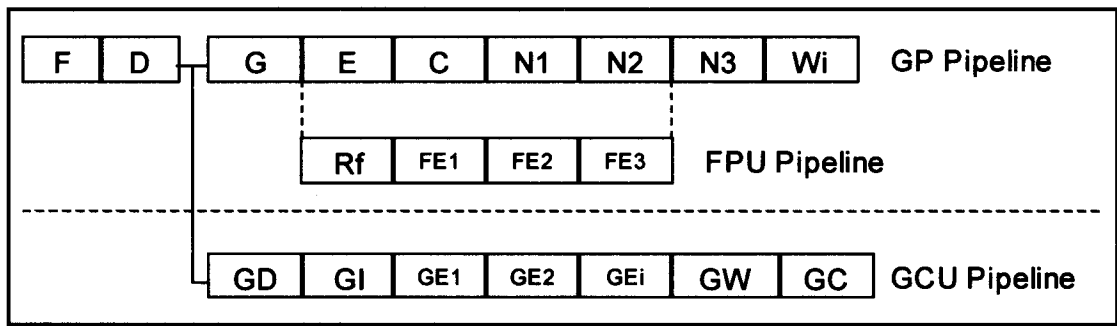 F D G E C N1 N2 N3 Wi GP Pipeline
Rf FE1 FE2 FE3 FPU Pipeline
GD GI GE1 GE2 GEi GW GC GCU Pipeline